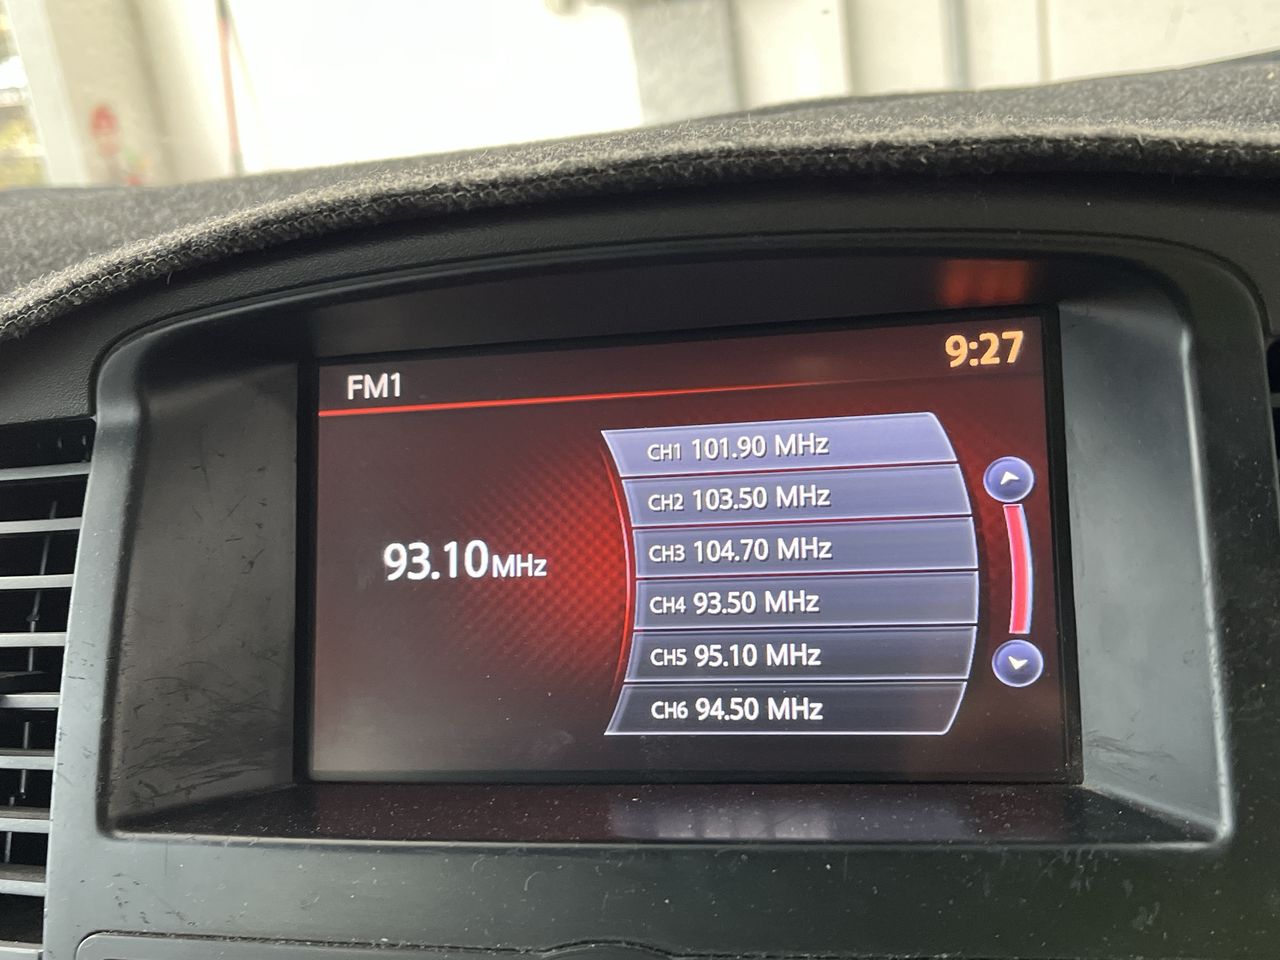 FM1
9:27
93.10MHz
CH1 101.90 MHz
CH2 103.50 MHz
CH3 104.70 MHz
CH4 93.50 MHz
CH5 95.10 MHz
CH6 94.50 MHz